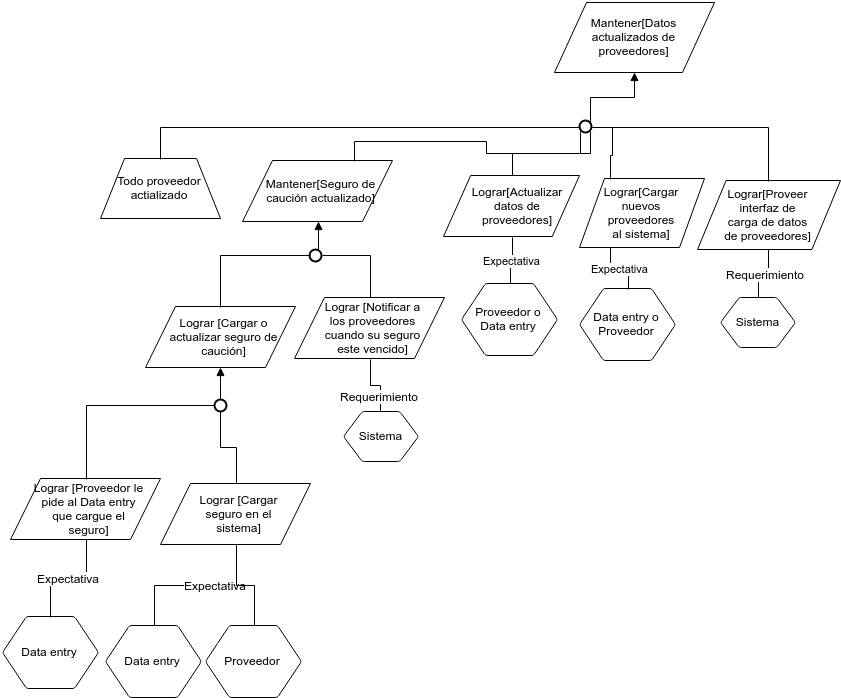 Mantener[Datos
actualizados de
proveedores]
Todo proveedor
actializado
Mantener[Seguro de
caución actualizado]
Lograr[Actualizar
datos de
proveedores]
Lograr[Cargar
nuevos
proveedores
al sistema]
Lograr[Proveer
interfaz de
carga de datos
de proveedores]
Expectativa
Expectativa
Requerimiento
Proveedor o
Data entry
Data entry o
Proveedor
Sistema
Lograr [Cargar o
actualizar seguro de
caución]
Lograr [Notificar a
los proveedores
cuando su seguro
este vencido]
Requerimiento
Sistema
Lograr [Proveedor le
pide al Data entry
que cargue el
seguro]
Lograr [Cargar
seguro en el
sistema]
Expectativa
Expectativa
Data entry
Data entry
Proveedor